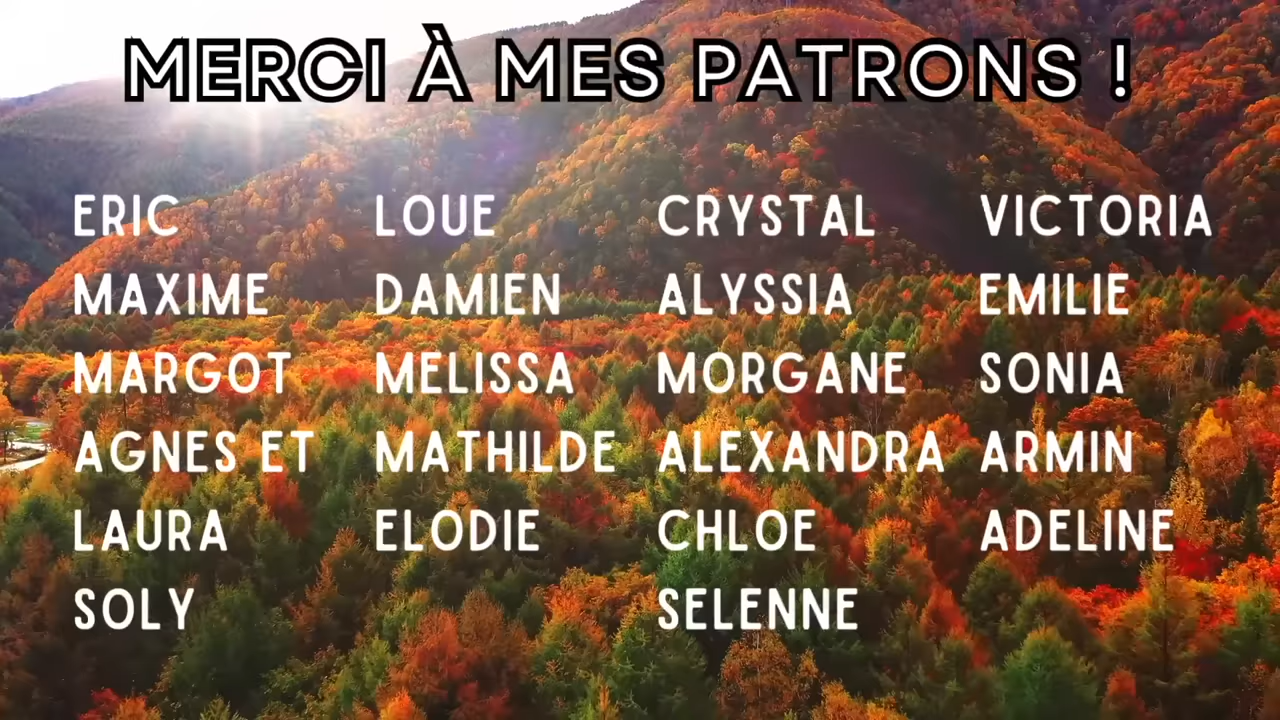 MERCI À MES PATRONS !
ERIC
MAXIME
MARGOT
AGNES ET
LAURA
SOLY
LOUE
DAMIEN
MELISSA
MATHILDE
ELODIE
CRYSTAL
ALYSSIA
MORGANE
ALEXANDRA
CHLOE
SELENNE
VICTORIA
EMILIE
SONIA
ARMIN
ADELINE